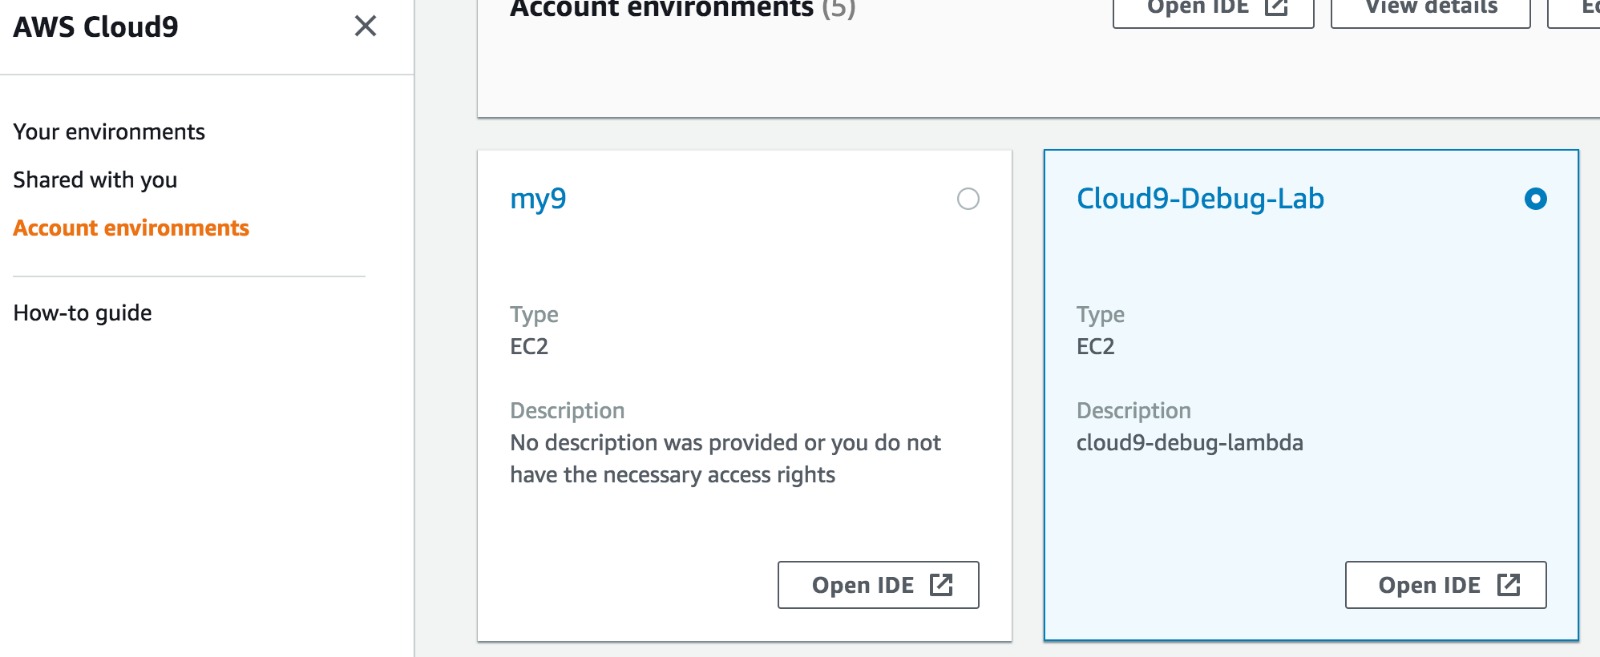 AWS Cloud9
Your environments
Shared with you
Account environments
How-to guide
Account environments (5)
Open IDE
View details
my9
Type
EC2
Description
No description was provided or you do not
have the necessary access rights
Open IDE
Cloud9-Debug-Lab
Type
EC2
Description
cloud9-debug-lambda
Open IDE